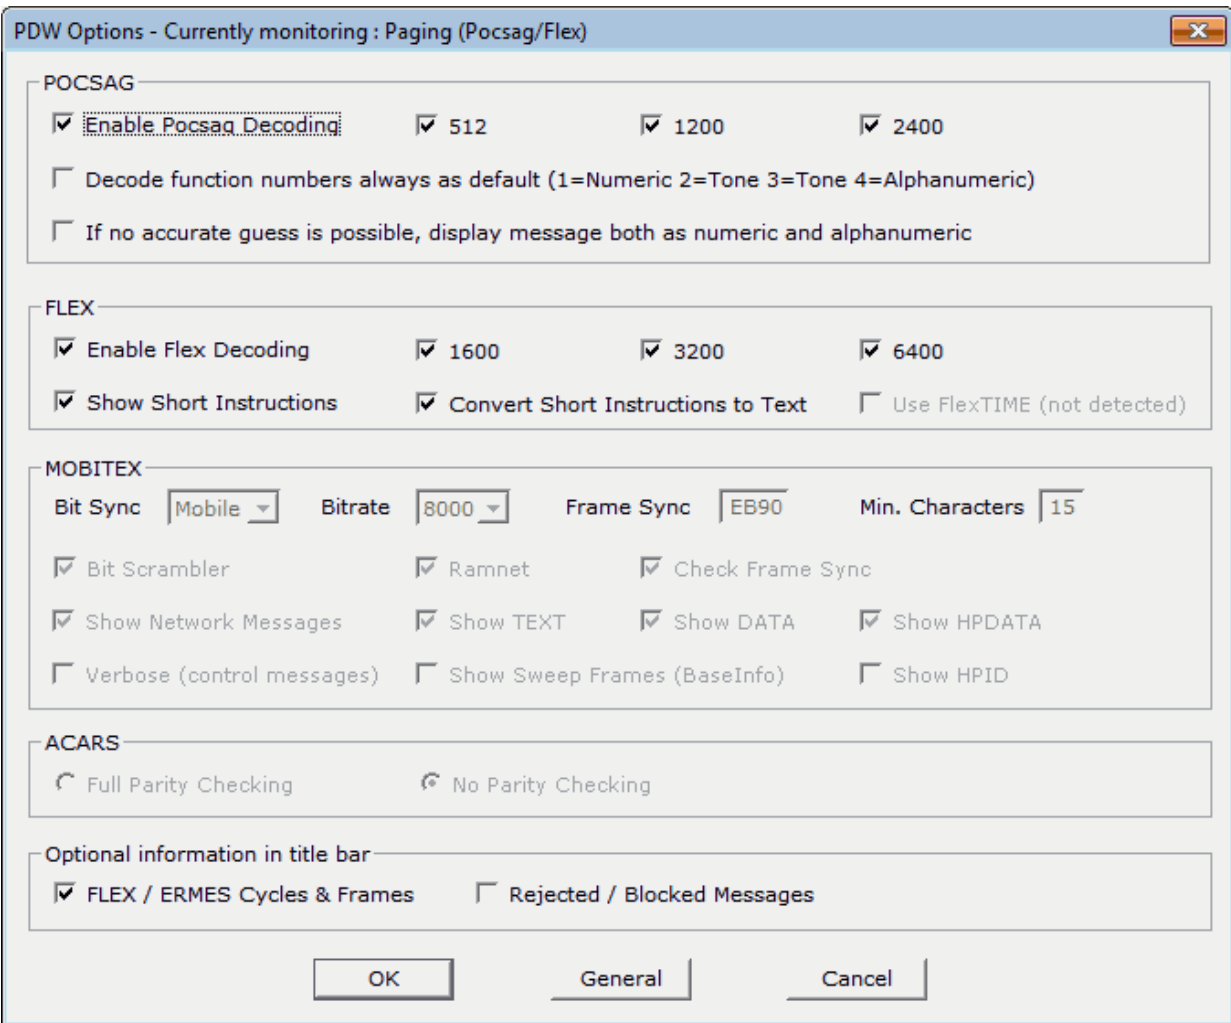 PDW Options - Currently monitoring : Paging (Pocsag/Flex)
POCSAG
Enable Pocsag Decoding 512 1200 2400
Decode function numbers always as default (1=Numeric 2=Tone 3=Tone 4=Alphanumeric)
If no accurate guess is possible, display message both as numeric and alphanumeric
FLEX
Enable Flex Decoding 1600 3200 6400
Show Short Instructions Convert Short Instructions to Text Use FlexTIME (not detected)
MOBITEX
Bit Sync Mobile Bitrate 8000 Frame Sync EB90 Min. Characters 15
Bit Scrambler Ramnet Check Frame Sync
Show Network Messages Show TEXT Show DATA Show HPDATA
Verbose (control messages) Show Sweep Frames (BaseInfo) Show HPID
ACARS
Full Parity Checking No Parity Checking
Optional information in title bar
FLEX / ERMES Cycles & Frames Rejected / Blocked Messages
OK General Cancel